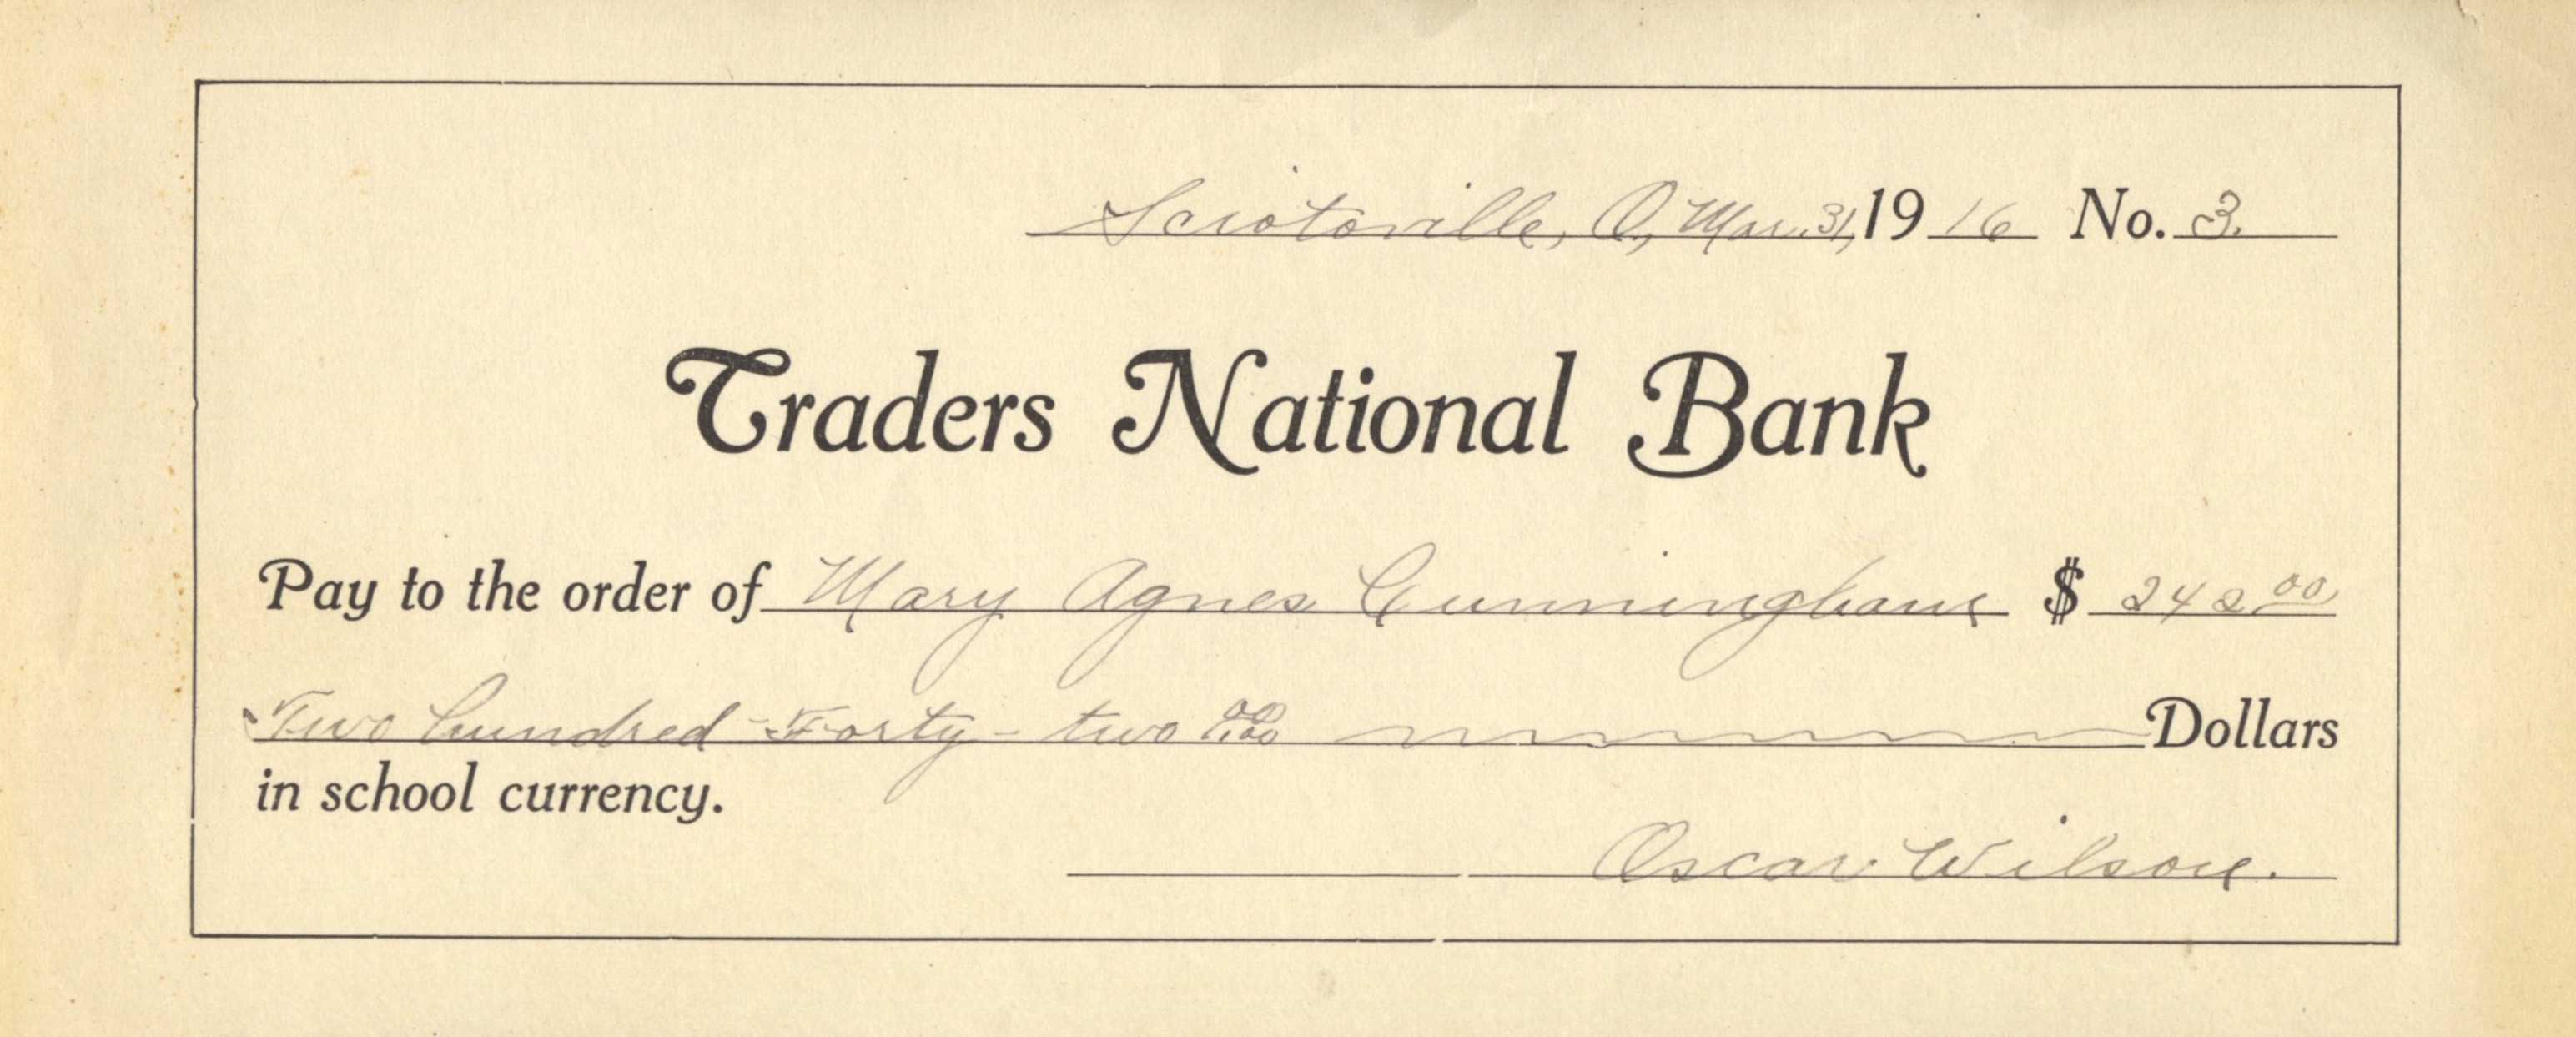 Sciotoville, O, Mar. 31, 1916 No. 3.
Traders National Bank
Pay to the order of Mary Agnes Cunningham $ 242 00
Two hundred Forty-two 00/100 Dollars
in school currency.
Oscar Wilson.